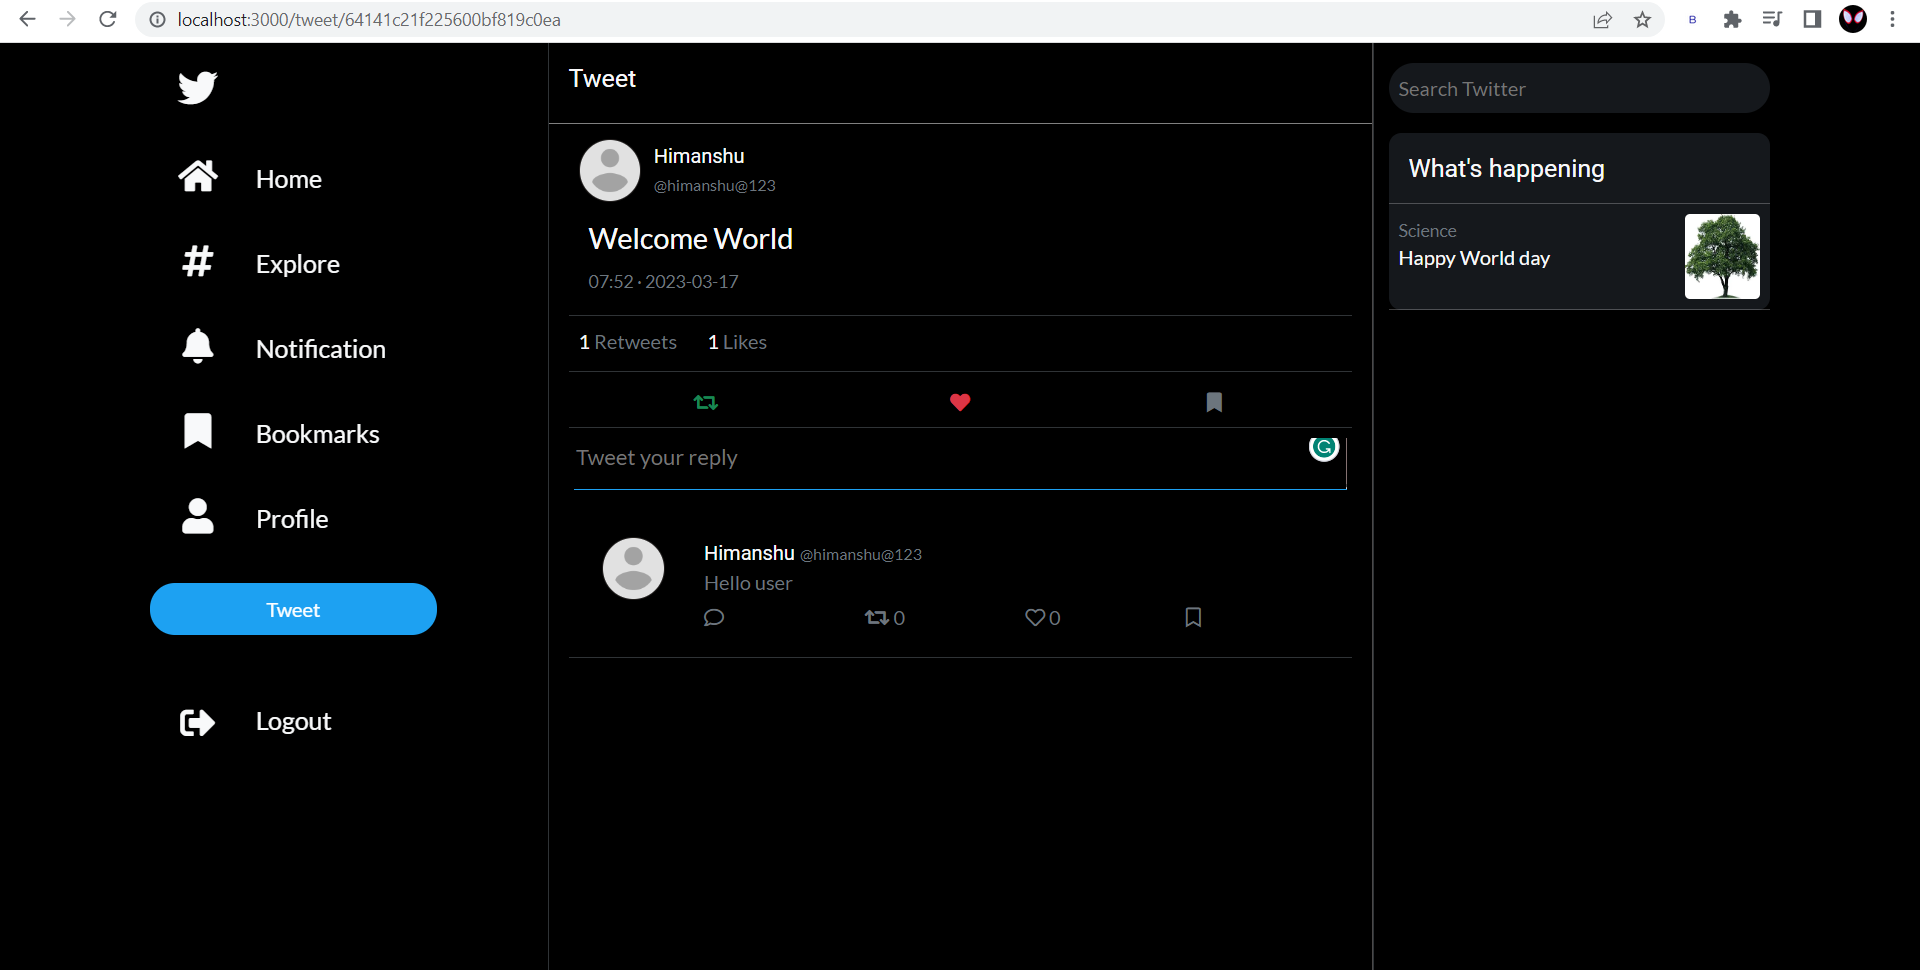 localhost:3000/tweet/64141c21f225600bf819c0ea
B
Home
Explore
Notification
Bookmarks
Profile
Tweet
Logout
Tweet
Himanshu
@himanshu@123
Welcome World
07:52 · 2023-03-17
1 Retweets 1 Likes
Tweet your reply
G
Himanshu @himanshu@123
Hello user
0 0
Search Twitter
What's happening
Science
Happy World day